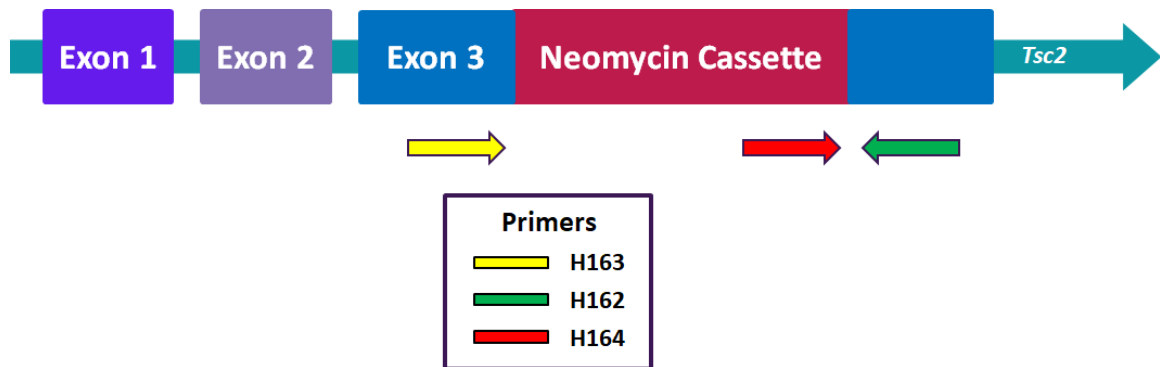 Exon 1 Exon 2 Exon 3 Neomycin Cassette Tsc2
Primers
H163
H162
H164